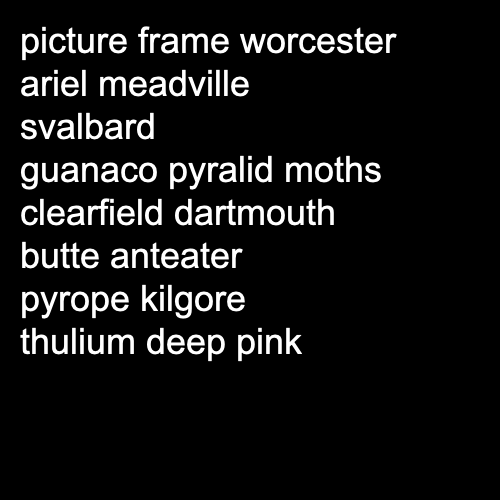 picture frame worcester
ariel meadville
svalbard
guanaco pyralid moths
clearfield dartmouth
butte anteater
pyrope kilgore
thulium deep pink